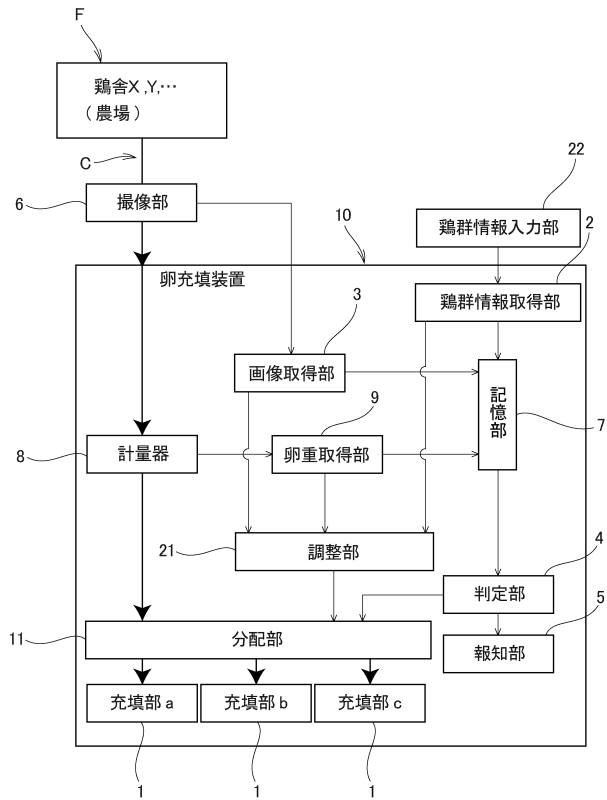 F
鶏舎X ,Y,…
( 農場 )
C
22
6
撮像部
10
鶏群情報入力部
2
卵充填装置
鶏群情報取得部
3
画像取得部
記憶部
9
7
8
計量器
卵重取得部
21
調整部
4
判定部
11
分配部
5
報知部
充填部 a
充填部 b
充填部 c
1
1
1